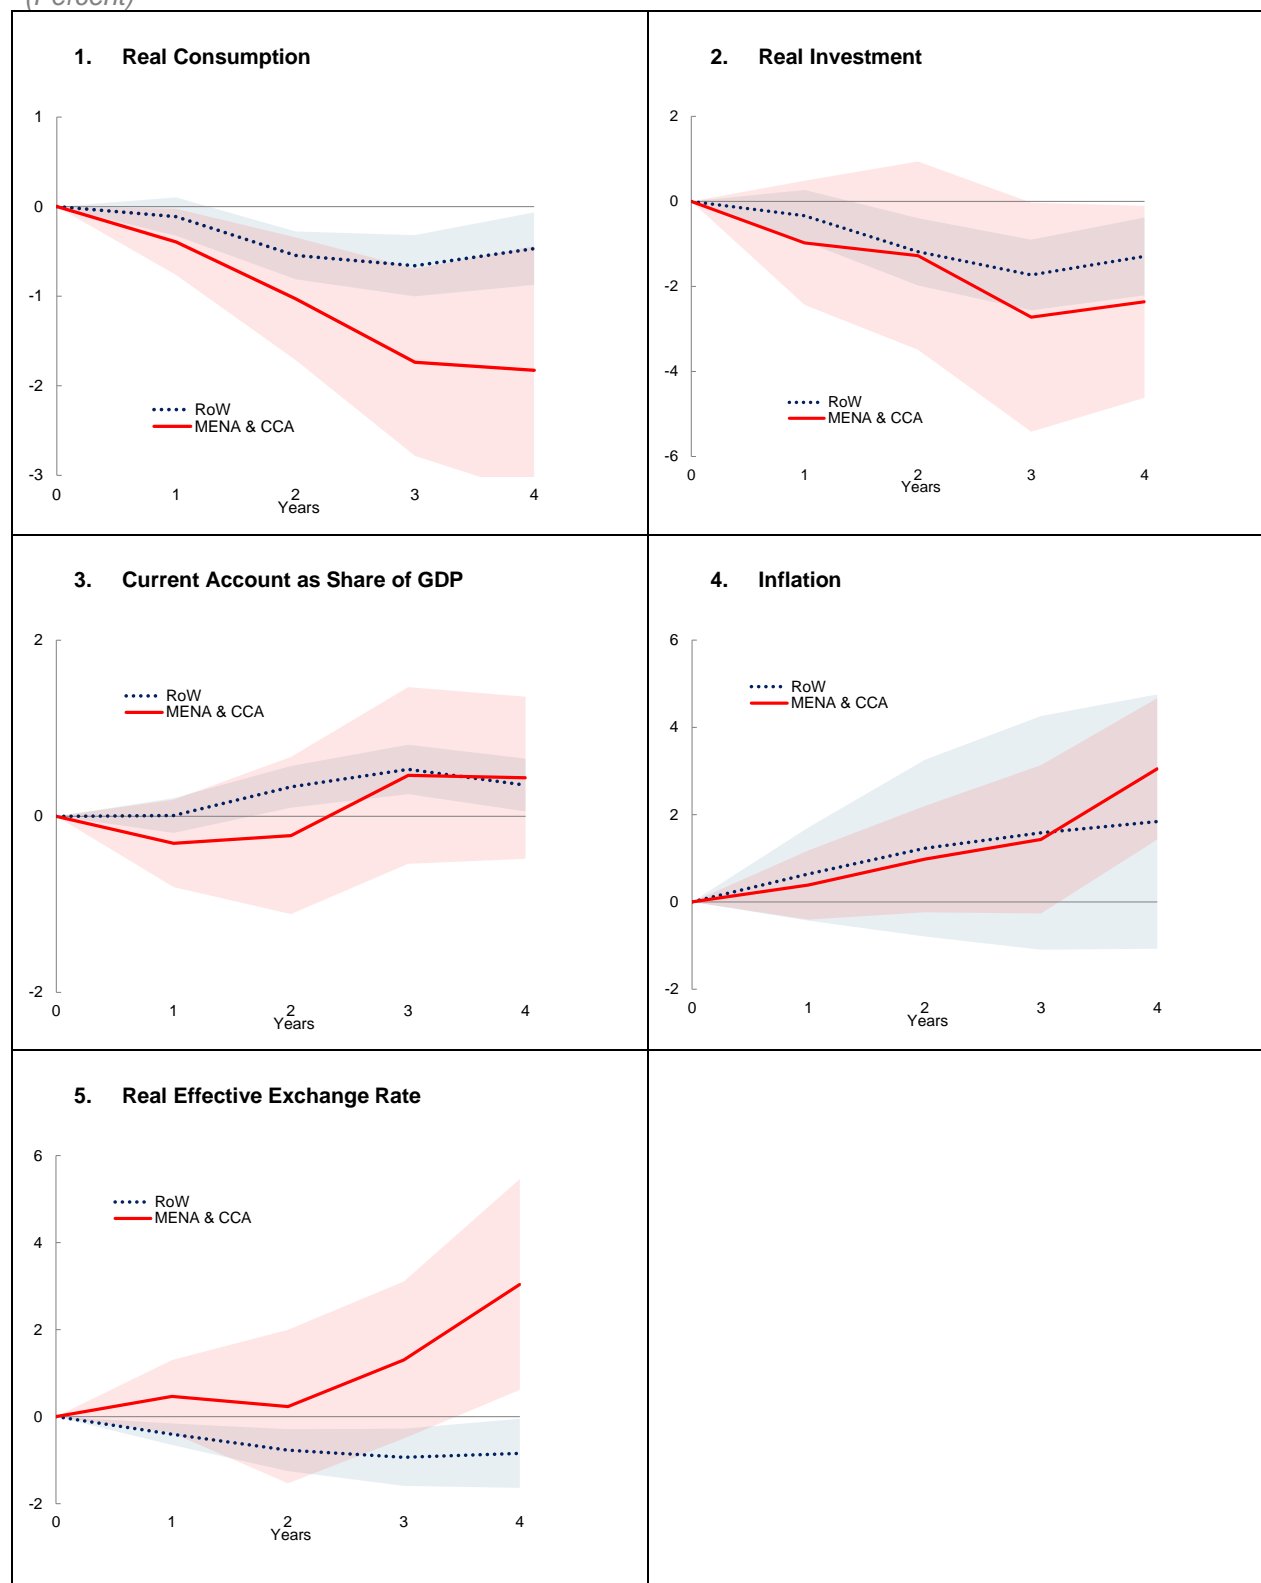 (Percent)
1. Real Consumption
1
0
-1
-2
-3
0 1 2 3 4
Years
RoW
MENA & CCA
2. Real Investment
2
0
-2
-4
-6
0 1 2 3 4
Years
RoW
MENA & CCA
3. Current Account as Share of GDP
2
0
-2
0 1 2 3 4
Years
RoW
MENA & CCA
4. Inflation
6
4
2
0
-2
0 1 2 3 4
Years
RoW
MENA & CCA
5. Real Effective Exchange Rate
6
4
2
0
-2
0 1 2 3 4
Years
RoW
MENA & CCA